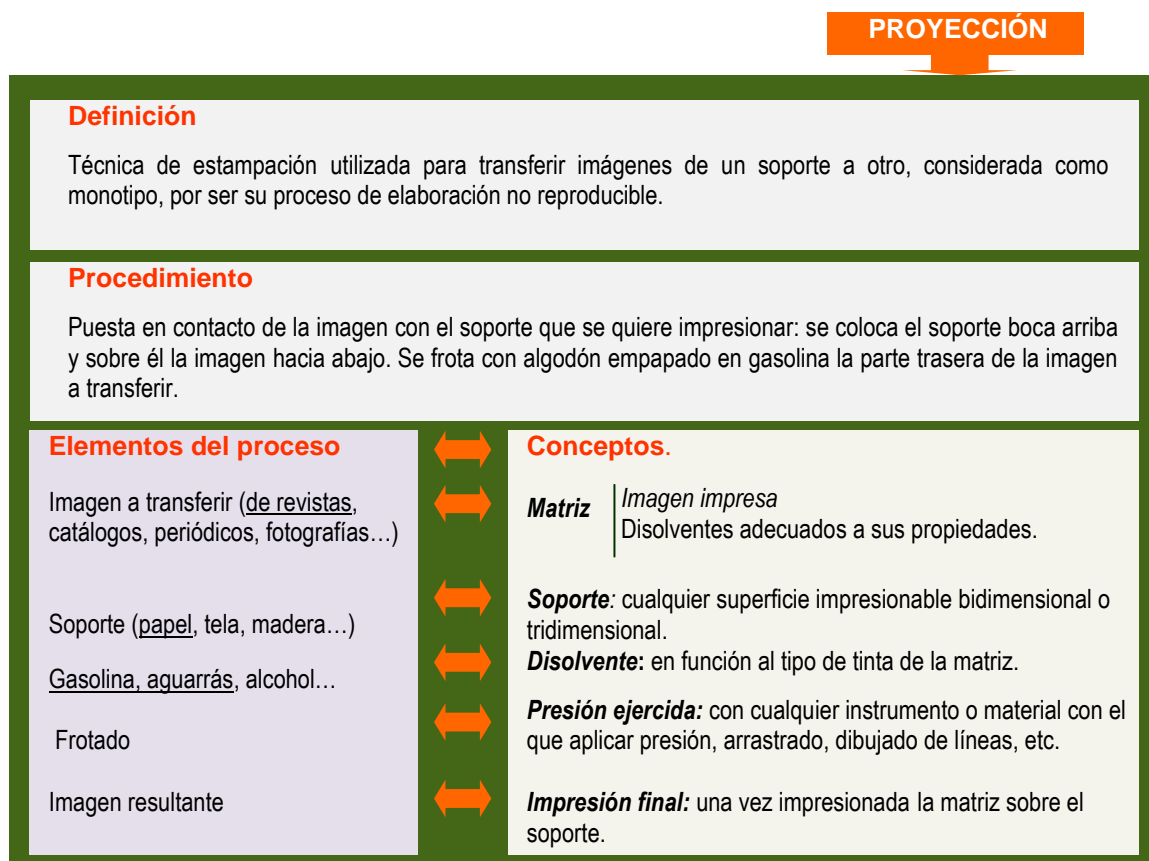 PROYECCIÓN
Definición
Técnica de estampación utilizada para transferir imágenes de un soporte a otro, considerada como
monotipo, por ser su proceso de elaboración no reproducible.
Procedimiento
Puesta en contacto de la imagen con el soporte que se quiere impresionar: se coloca el soporte boca arriba
y sobre él la imagen hacia abajo. Se frota con algodón empapado en gasolina la parte trasera de la imagen
a transferir.
Elementos del proceso
Imagen a transferir (de revistas,
catálogos, periódicos, fotografías…)
Soporte (papel, tela, madera…)
Gasolina, aguarrás, alcohol…
Frotado
Imagen resultante
Conceptos.
Matriz
Imagen impresa
Disolventes adecuados a sus propiedades.
Soporte: cualquier superficie impresionable bidimensional o
tridimensional.
Disolvente: en función al tipo de tinta de la matriz.
Presión ejercida: con cualquier instrumento o material con el
que aplicar presión, arrastrado, dibujado de líneas, etc.
Impresión final: una vez impresionada la matriz sobre el
soporte.